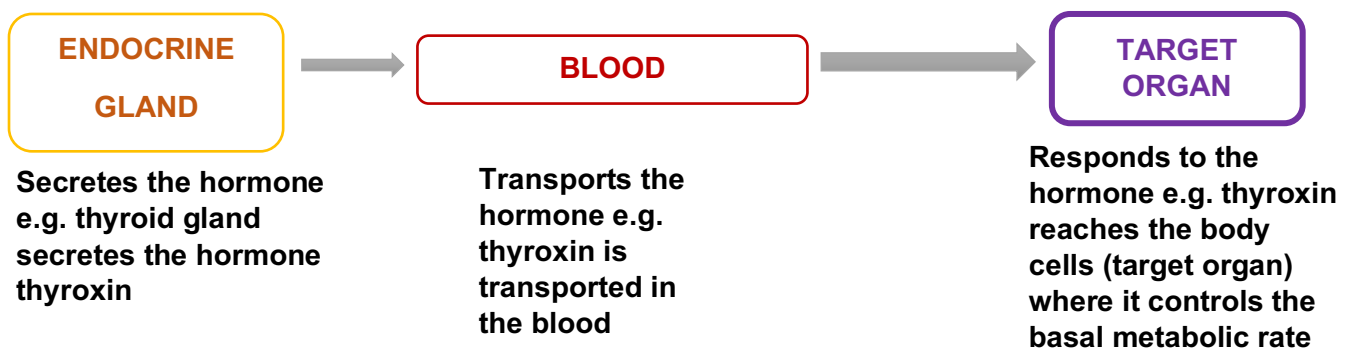 ENDOCRINE
GLAND
BLOOD
TARGET
ORGAN
Secretes the hormone
e.g. thyroid gland
secretes the hormone
thyroxin
Transports the
hormone e.g.
thyroxin is
transported in
the blood
Responds to the
hormone e.g. thyroxin
reaches the body
cells (target organ)
where it controls the
basal metabolic rate